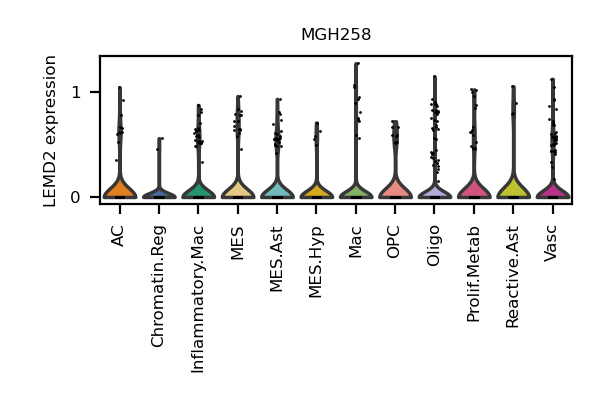 MGH258
LEMD2 expression
1
0
AC
Chromatin.Reg
Inflammatory.Mac
MES
MES.Ast
MES.Hyp
Mac
OPC
Oligo
Prolif.Metab
Reactive.Ast
Vasc